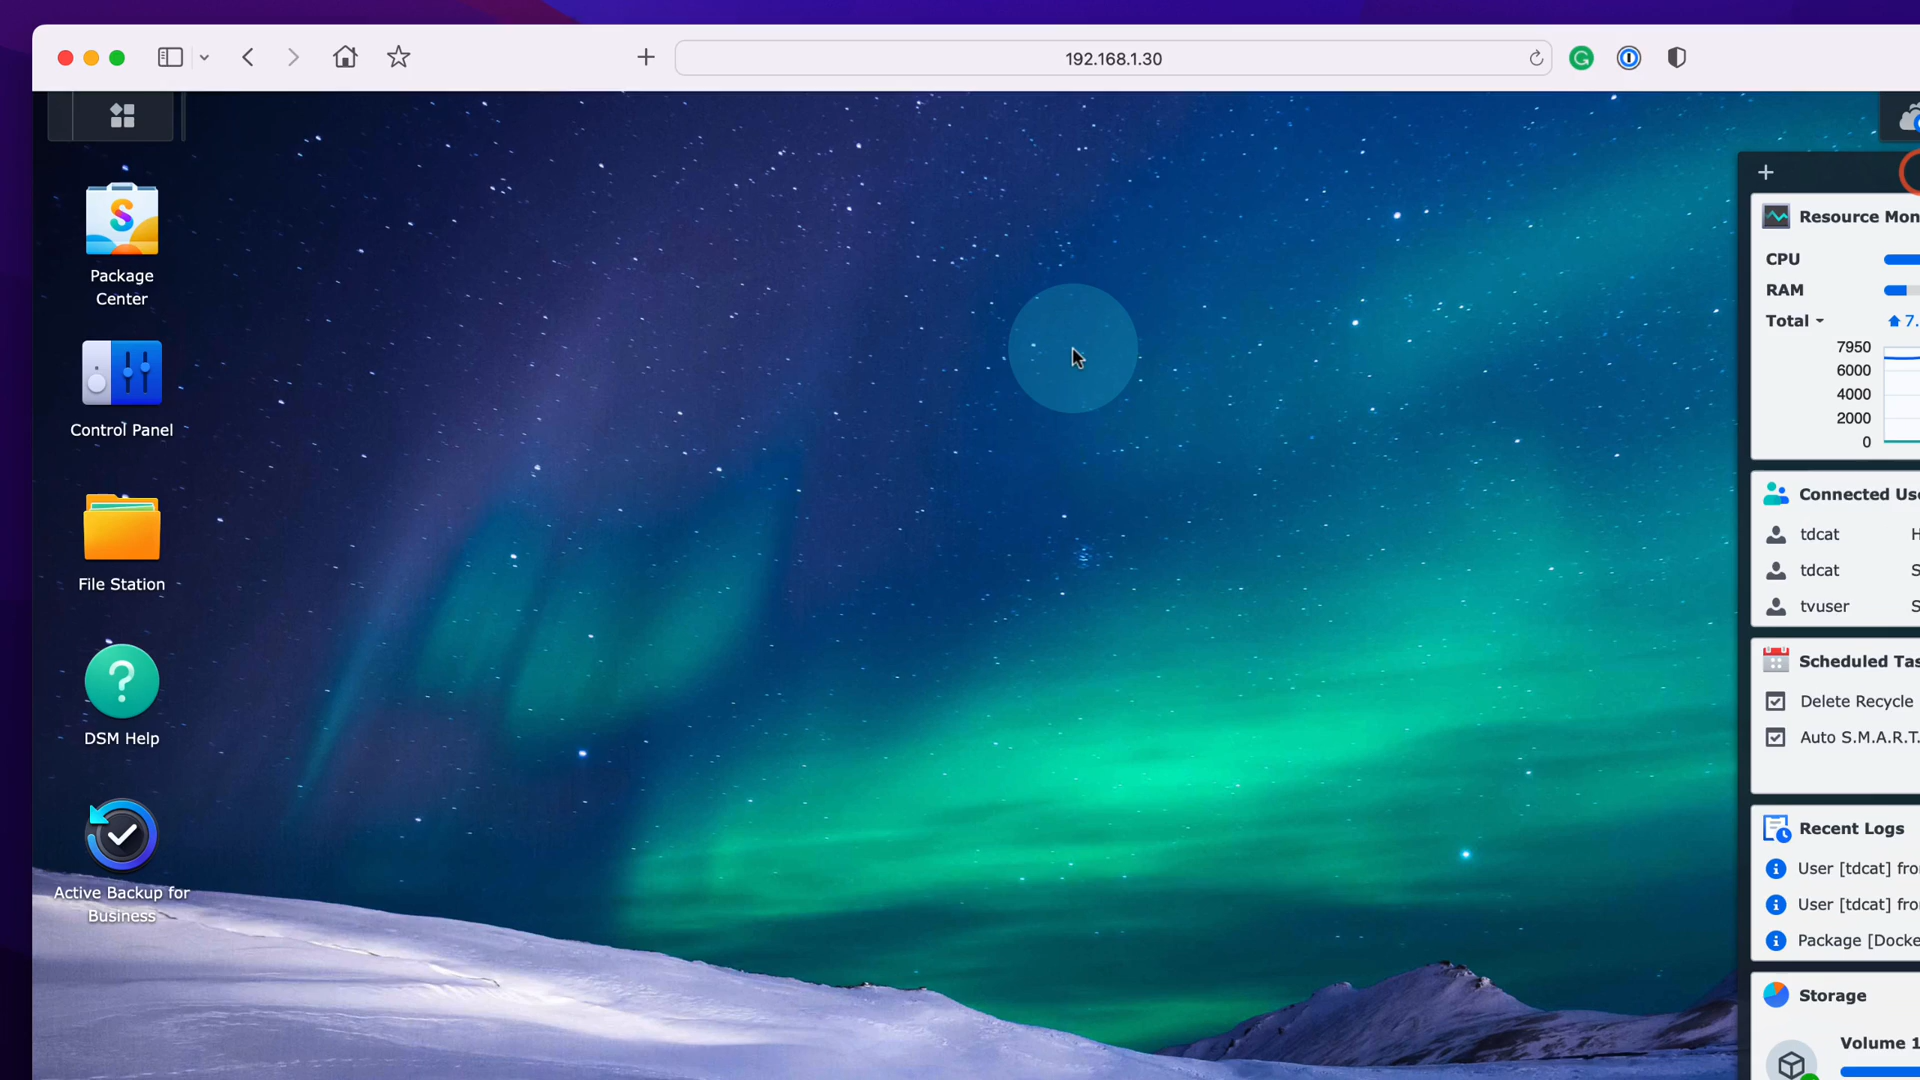 192.168.1.30
Package
Center
Control Panel
File Station
DSM Help
Active Backup for
Business
Resource Mon
CPU
RAM
Total
7.
7950
6000
4000
2000
0
Connected Use
tdcat H
tdcat S
tvuser S
Scheduled Tas
Delete Recycle
Auto S.M.A.R.T.
Recent Logs
User [tdcat] fro
User [tdcat] fro
Package [Docke
Storage
Volume 1